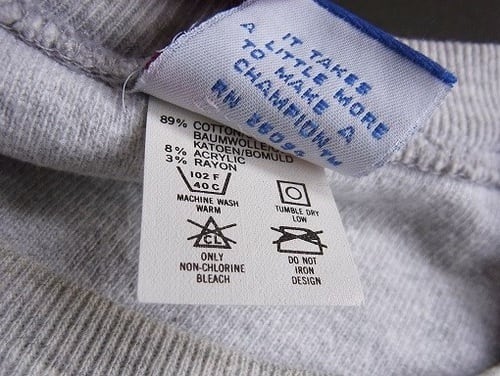 IT TAKES
A LITTLE MORE
TO MAKE A
CHAMPION™
RN 26094
89% COTTON/
BAUMWOLLE/
KATOEN/BOMULD
8% ACRYLIC
3% RAYON
102 F
40 C
MACHINE WASH
WARM
TUMBLE DRY
LOW
CL
ONLY
NON-CHLORINE
BLEACH
DO NOT
IRON
DESIGN